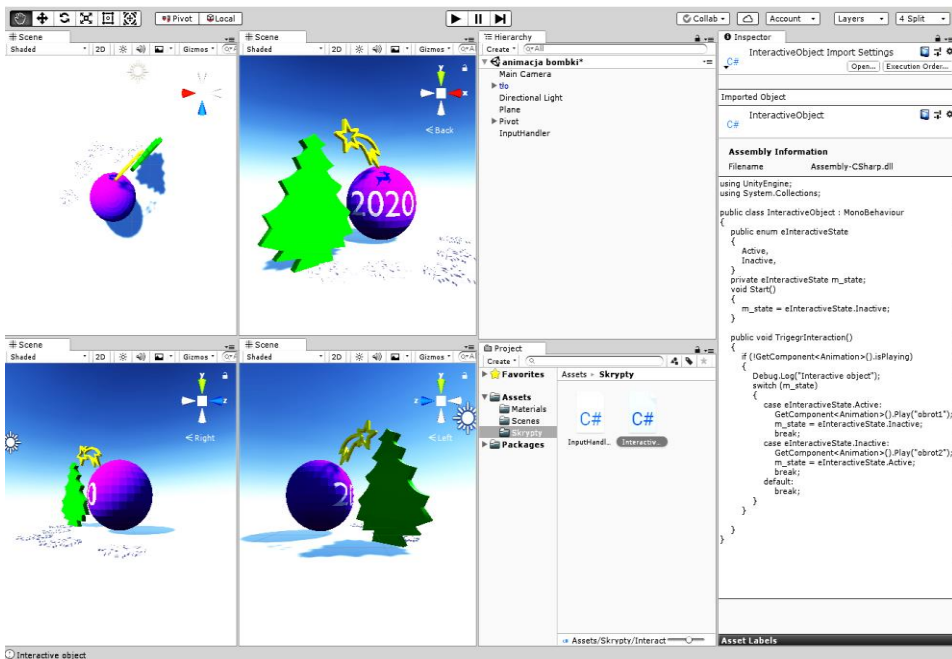 Pivot Local
Collab Account Layers 4 Split
Scene
Shaded 2D Gizmos
Scene
Shaded 2D Gizmos
y
x
Back
2020
Hierarchy
Create All
animacja bombki*
Main Camera
tlo
Directional Light
Plane
Pivot
InputHandler
Scene
Shaded 2D Gizmos
y
z
Right
0
Scene
Shaded 2D Gizmos
y
z
Left
2
Project
Create
Favorites
Assets
Materials
Scenes
Skrypty
Packages
Assets Skrypty
C# C#
InputHandl... Interactiv...
Assets/Skrypty/Interact
Inspector
C#
InteractiveObject Import Settings
Open... Execution Order...
Imported Object
C#
InteractiveObject
Assembly Information
Filename Assembly-CSharp.dll
using UnityEngine;
using System.Collections;
public class InteractiveObject : MonoBehaviour
{
public enum eInteractiveState
{
Active,
Inactive,
}
private eInteractiveState m_state;
void Start()
{
m_state = eInteractiveState.Inactive;
}
public void TrigegrInteraction()
{
if (!GetComponent<Animation>().isPlaying)
{
Debug.Log("Interactive object");
switch (m_state)
{
case eInteractiveState.Active:
GetComponent<Animation>().Play("obrot1");
m_state = eInteractiveState.Inactive;
break;
case eInteractiveState.Inactive:
GetComponent<Animation>().Play("obrot2");
m_state = eInteractiveState.Active;
break;
default:
break;
}
}
}
}
Asset Labels
Interactive object